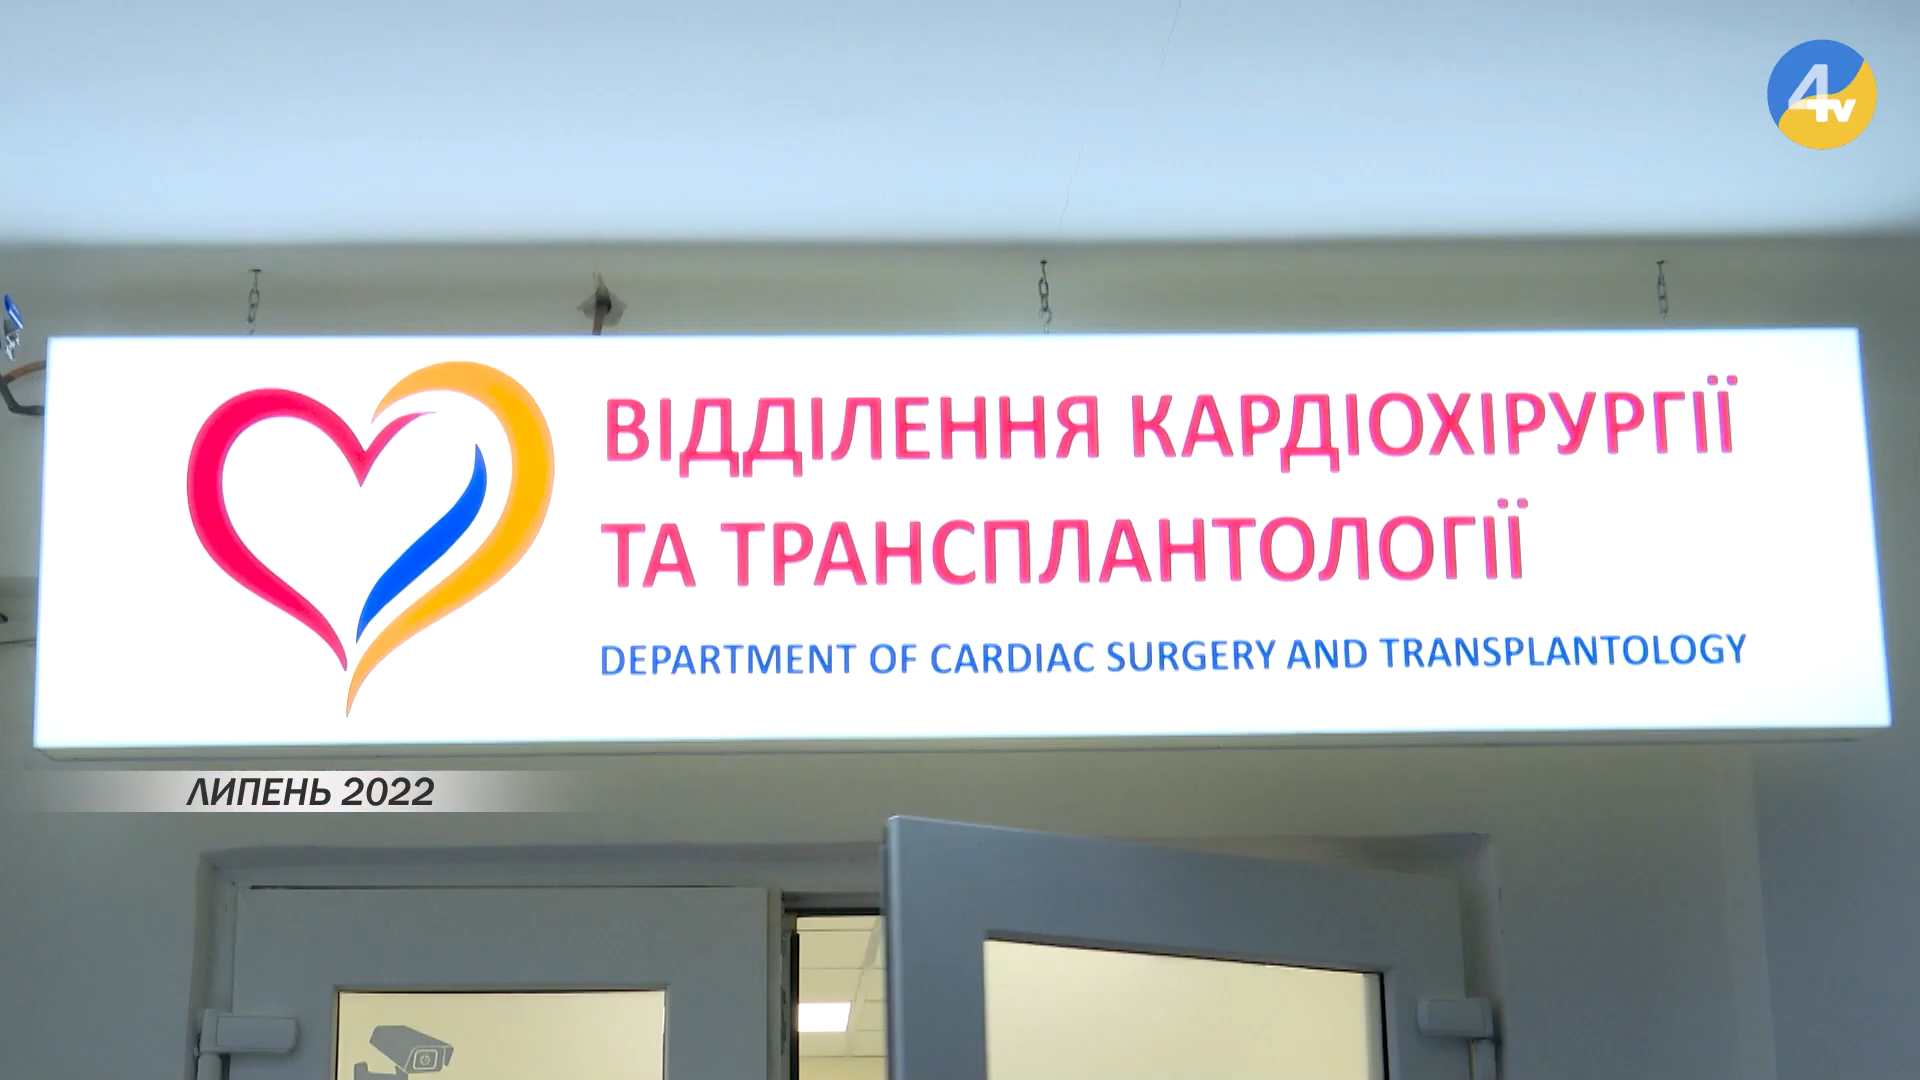 4tv
ВІДДІЛЕННЯ КАРДІОХІРУРГІЇ
ТА ТРАНСПЛАНТОЛОГІЇ
DEPARTMENT OF CARDIAC SURGERY AND TRANSPLANTOLOGY
ЛИПЕНЬ 2022